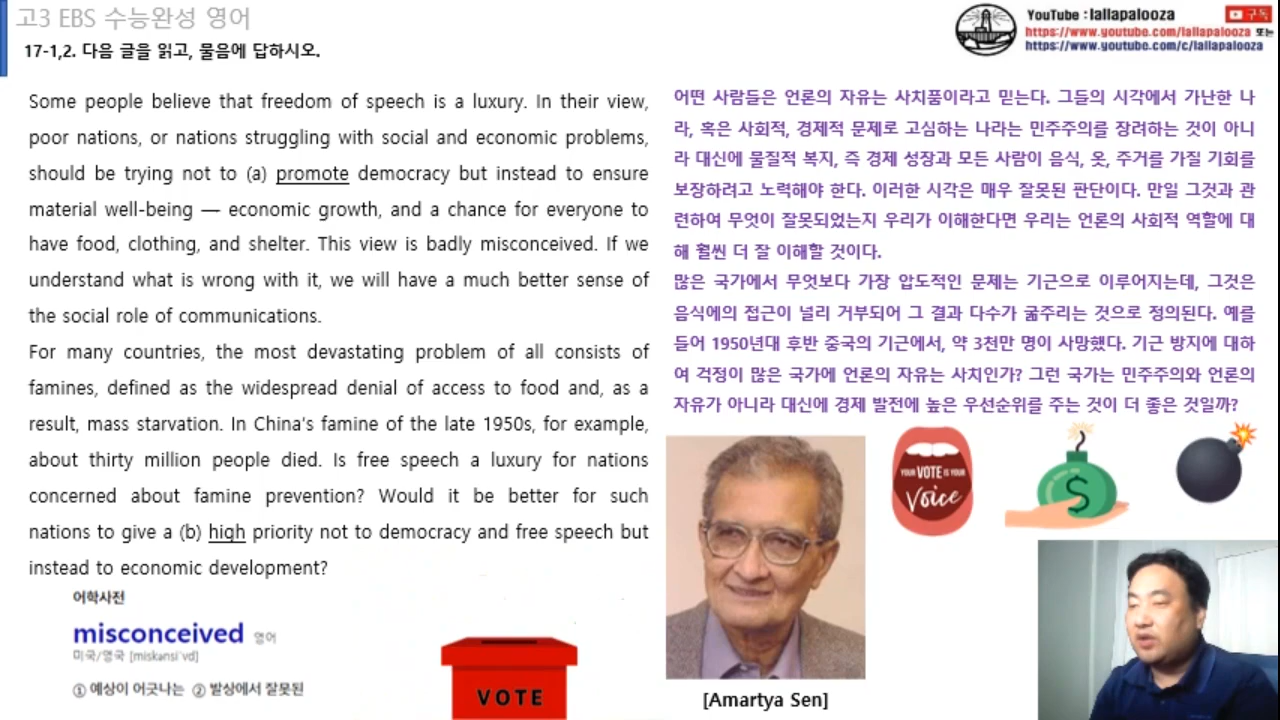 고3 EBS 수능완성 영어
17-1,2. 다음 글을 읽고, 물음에 답하시오.
YouTube : lallapalooza
구독
https://www.youtube.com/lallapalooza 또는
https://www.youtube.com/c/lallapalooza
Some people believe that freedom of speech is a luxury. In their view,
poor nations, or nations struggling with social and economic problems,
should be trying not to (a) promote democracy but instead to ensure
material well-being — economic growth, and a chance for everyone to
have food, clothing, and shelter. This view is badly misconceived. If we
understand what is wrong with it, we will have a much better sense of
the social role of communications.
For many countries, the most devastating problem of all consists of
famines, defined as the widespread denial of access to food and, as a
result, mass starvation. In China's famine of the late 1950s, for example,
about thirty million people died. Is free speech a luxury for nations
concerned about famine prevention? Would it be better for such
nations to give a (b) high priority not to democracy and free speech but
instead to economic development?
어떤 사람들은 언론의 자유는 사치품이라고 믿는다. 그들의 시각에서 가난한 나
라, 혹은 사회적, 경제적 문제로 고심하는 나라는 민주주의를 장려하는 것이 아니
라 대신에 물질적 복지, 즉 경제 성장과 모든 사람이 음식, 옷, 주거를 가질 기회를
보장하려고 노력해야 한다. 이러한 시각은 매우 잘못된 판단이다. 만일 그것과 관
련하여 무엇이 잘못되었는지 우리가 이해한다면 우리는 언론의 사회적 역할에 대
해 훨씬 더 잘 이해할 것이다.
많은 국가에서 무엇보다 가장 압도적인 문제는 기근으로 이루어지는데, 그것은
음식에의 접근이 널리 거부되어 그 결과 다수가 굶주리는 것으로 정의된다. 예를
들어 1950년대 후반 중국의 기근에서, 약 3천만 명이 사망했다. 기근 방지에 대하
여 걱정이 많은 국가에 언론의 자유는 사치인가? 그런 국가는 민주주의와 언론의
자유가 아니라 대신에 경제 발전에 높은 우선순위를 주는 것이 더 좋은 것일까?
YOUR VOTE IS YOUR
Voice
$
어학사전
misconceived 영어
미국/영국 [mìskənsíːvd]
① 예상이 어긋나는 ② 발상에서 잘못된
VOTE
[Amartya Sen]